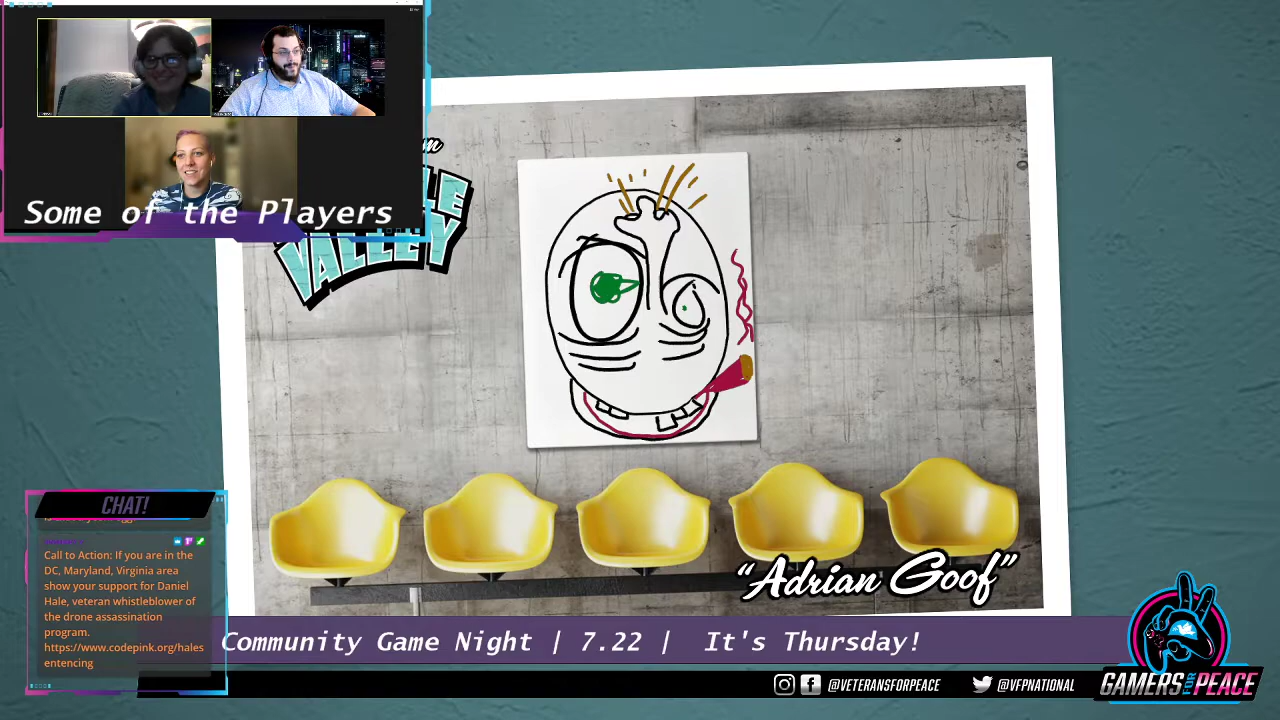 Some of the Players
VALLEY
"Adrian Goof"
CHAT!
Call to Action: If you are in the
DC, Maryland, Virginia area
show your support for Daniel
Hale, veteran whistleblower of
the drone assassination
program.
https://www.codepink.org/hales
entencing
Community Game Night | 7.22 | It's Thursday!
@VETERANSFORPEACE
@VFPNATIONAL
GAMERS FOR PEACE